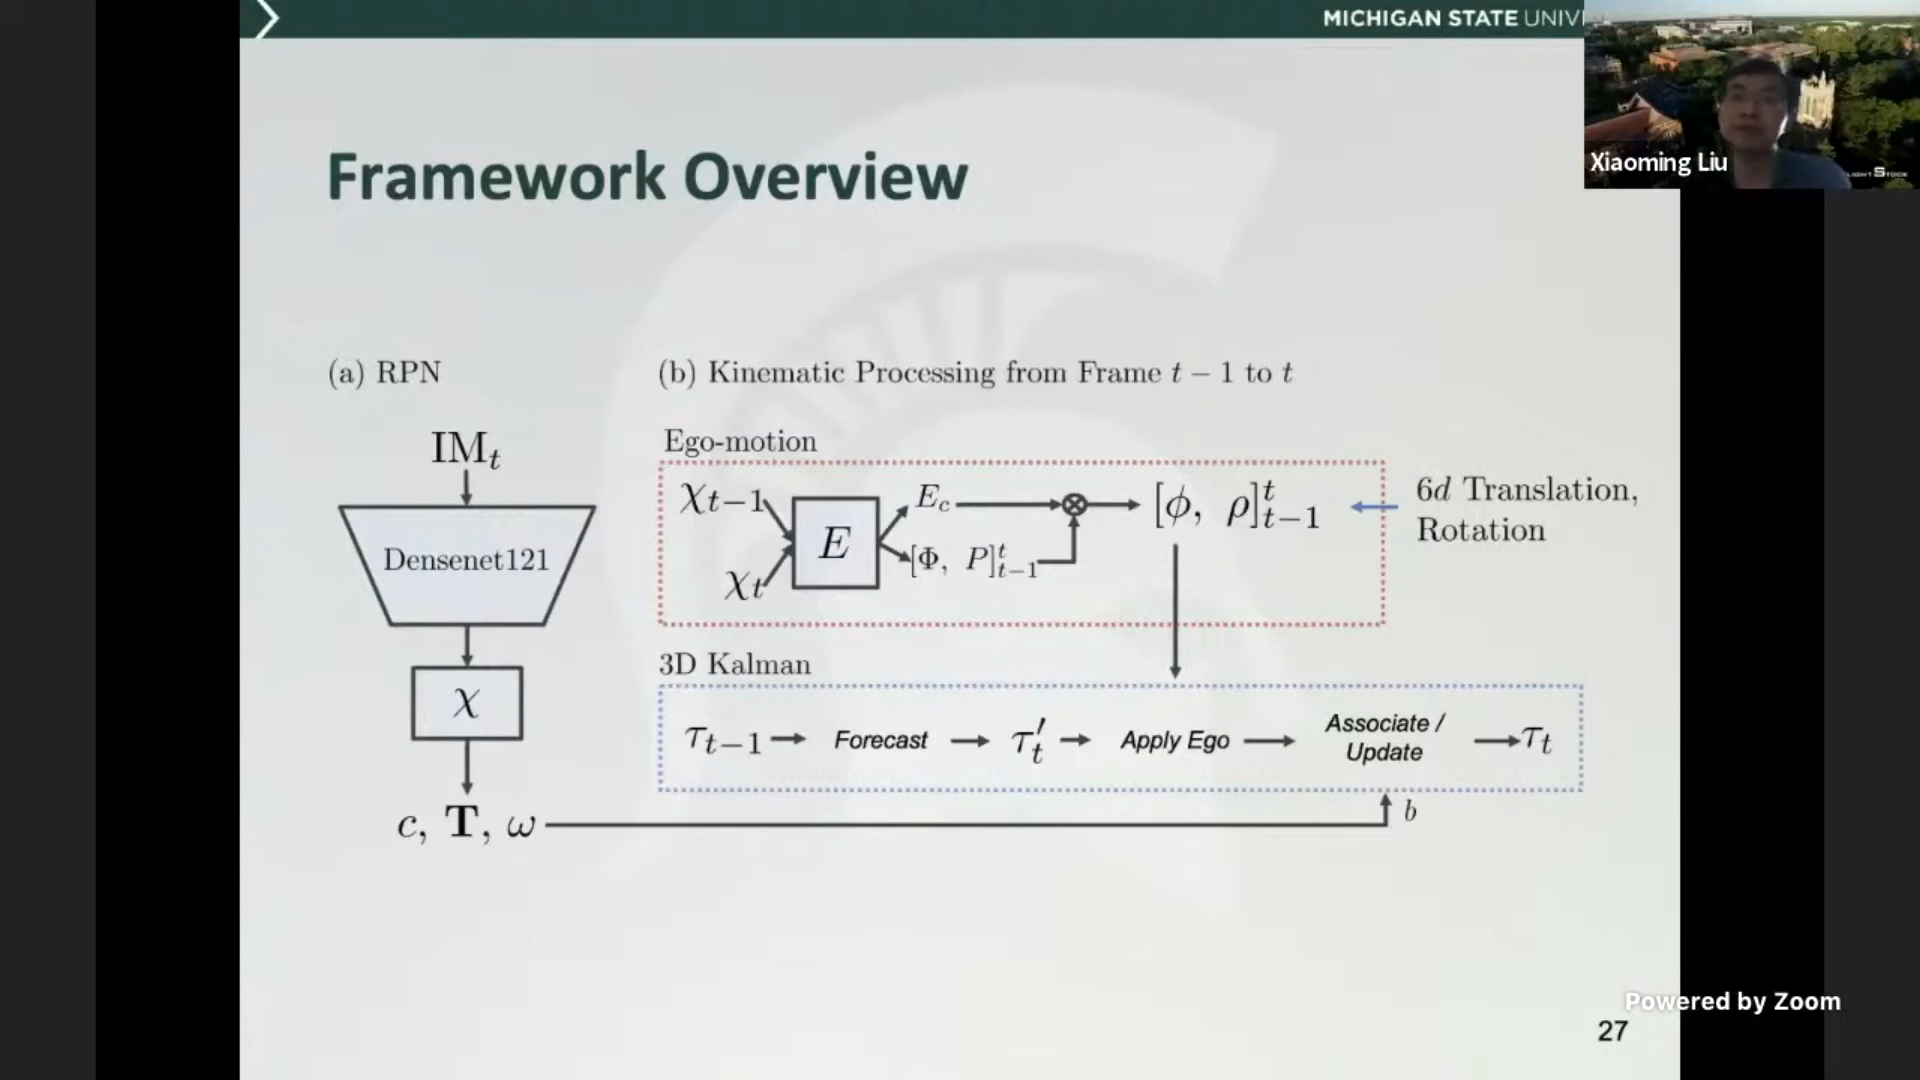 MICHIGAN STATE UNIV
Xiaoming Liu
LIGHT STOCK
Framework Overview
(a) RPN
(b) Kinematic Processing from Frame t − 1 to t
IM_t
Densenet121
χ
c, T, ω
Ego-motion
χ_{t−1}
χ_t
E
E_c
[Φ, P]^t_{t−1}
⊗
[ϕ, ρ]^t_{t−1}
6d Translation,
Rotation
3D Kalman
τ_{t−1} → Forecast → τ′_t → Apply Ego → Associate / Update → τ_t
b
Powered by Zoom
27